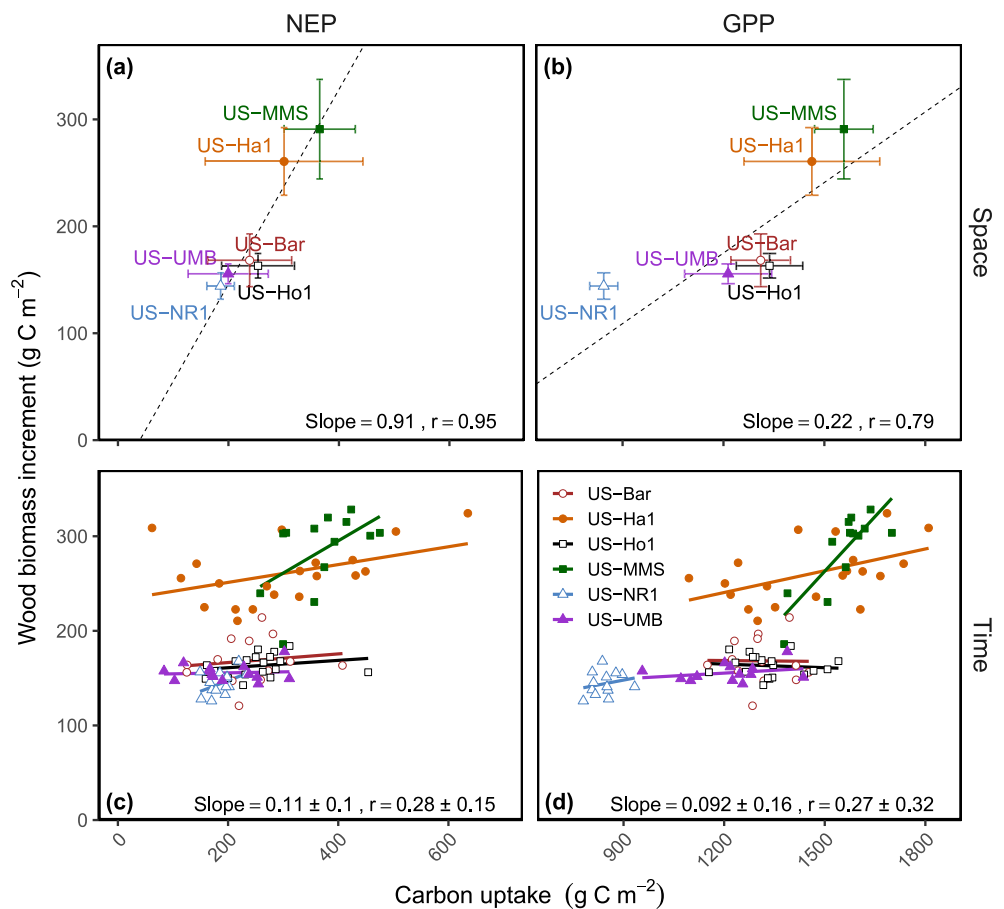 NEP
GPP
(a)
US−MMS
US−Ha1
US−Bar
US−UMB
US−Ho1
US−NR1
Slope = 0.91 , r = 0.95
(b)
US−MMS
US−Ha1
US−Bar
US−UMB
US−Ho1
US−NR1
Slope = 0.22 , r = 0.79
Space
300
200
100
0
Wood biomass increment (g C m−2)
(c)
Slope = 0.11 ± 0.1 , r = 0.28 ± 0.15
US−Bar
US−Ha1
US−Ho1
US−MMS
US−NR1
US−UMB
(d)
Slope = 0.092 ± 0.16 , r = 0.27 ± 0.32
Time
300
200
100
0
0 200 400 600
900 1200 1500 1800
Carbon uptake (g C m−2)